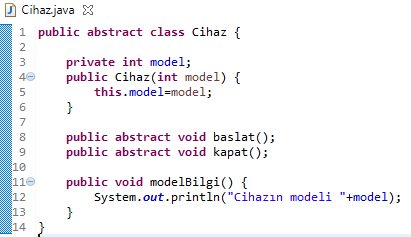 Cihaz.java
1 public abstract class Cihaz {
2
3 private int model;
4 public Cihaz(int model) {
5 this.model=model;
6 }
7
8 public abstract void baslat();
9 public abstract void kapat();
10
11 public void modelBilgi() {
12 System.out.println("Cihazın modeli "+model);
13 }
14 }